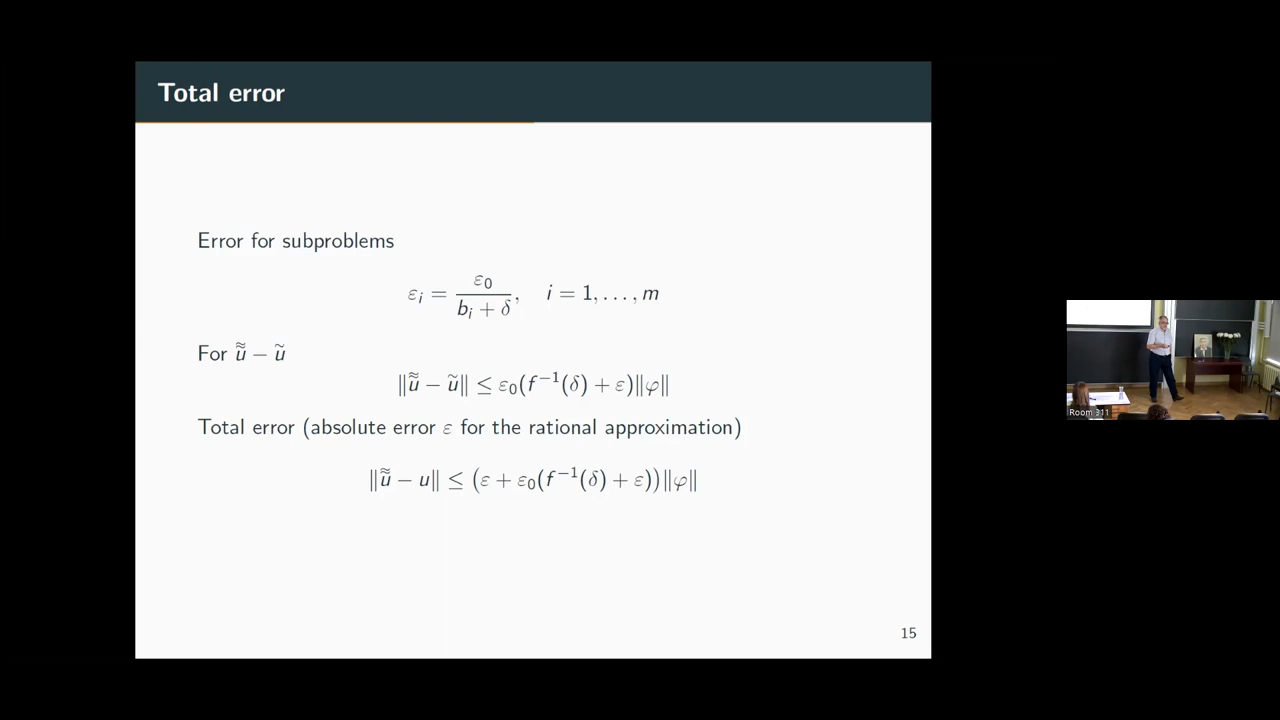 Total error
Error for subproblems
εᵢ = ε₀ / (bᵢ + δ), i = 1, . . . , m
For ũ̃ − ũ
‖ũ̃ − ũ‖ ≤ ε₀(f⁻¹(δ) + ε)‖φ‖
Total error (absolute error ε for the rational approximation)
‖ũ̃ − u‖ ≤ (ε + ε₀(f⁻¹(δ) + ε))‖φ‖
15
Room 311